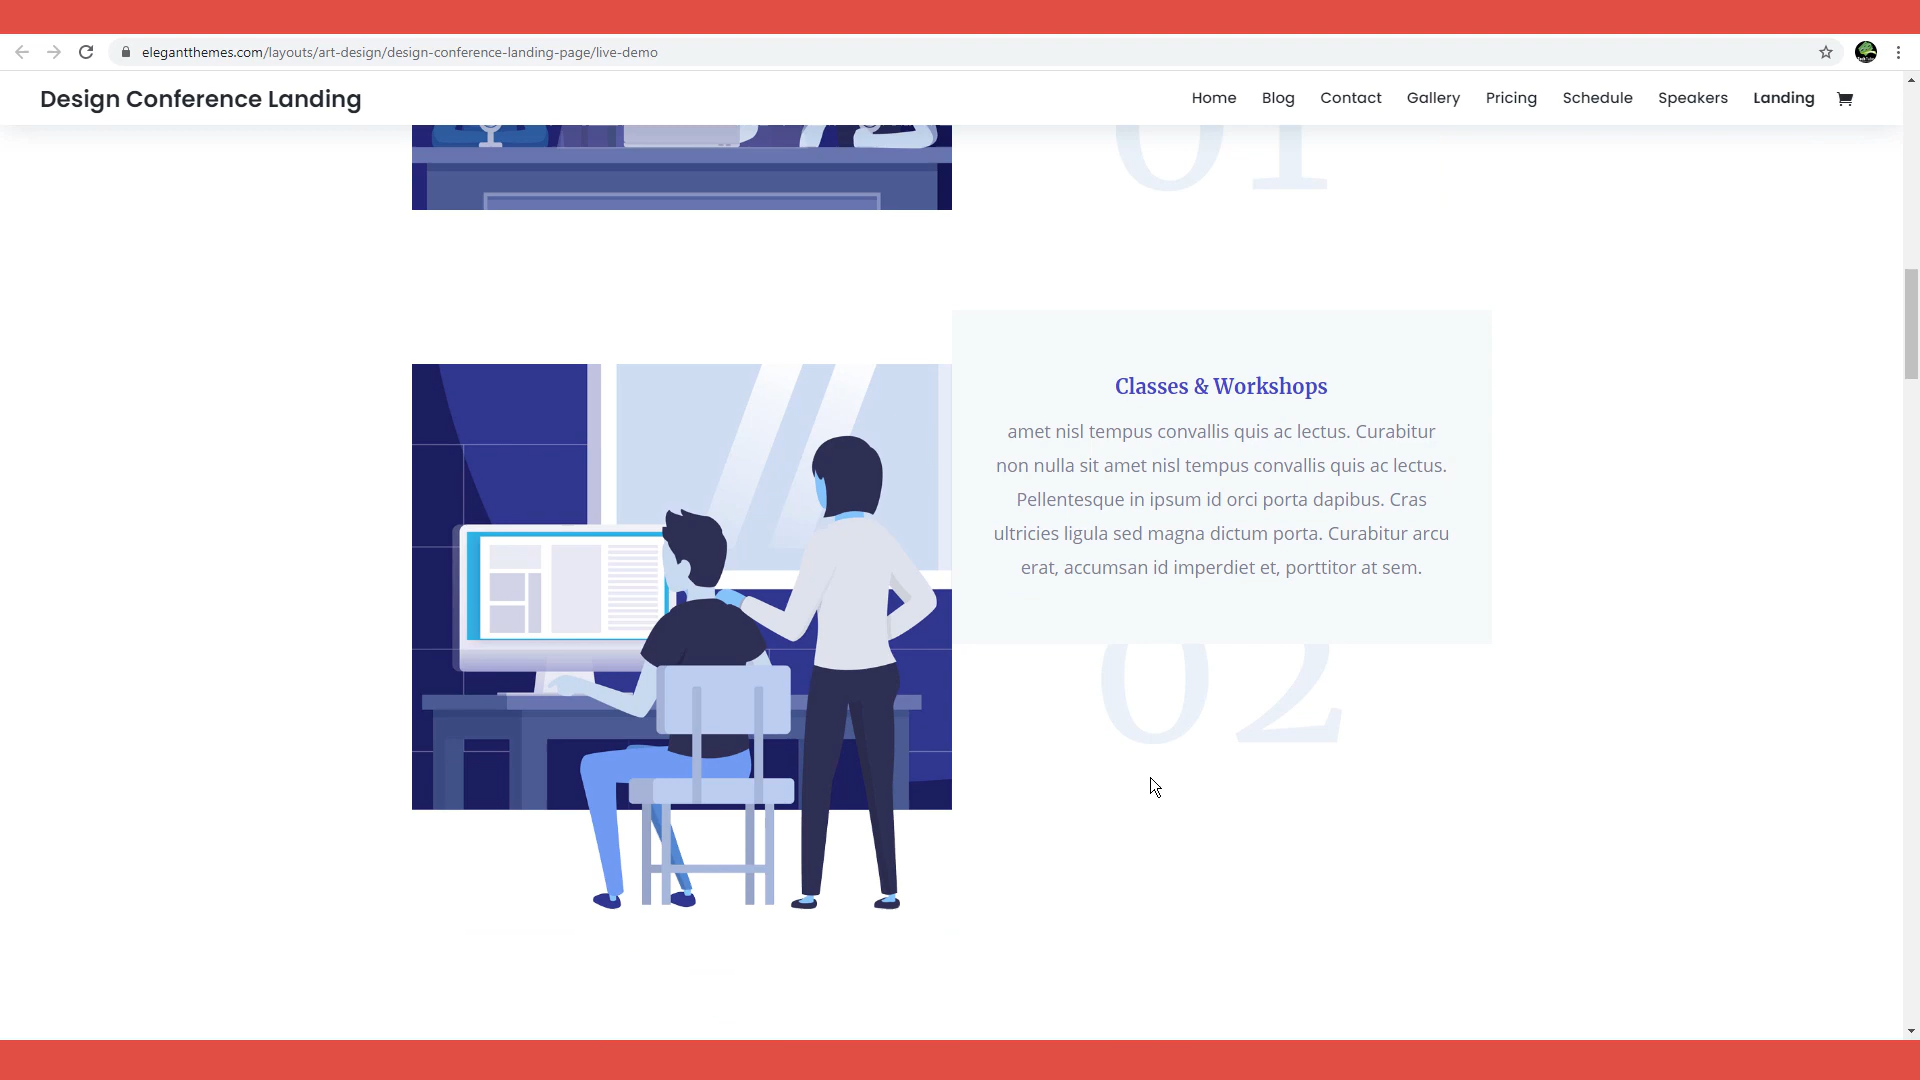 elegantthemes.com/layouts/art-design/design-conference-landing-page/live-demo
Design Conference Landing
Home Blog Contact Gallery Pricing Schedule Speakers Landing
01
Classes & Workshops
amet nisl tempus convallis quis ac lectus. Curabitur
non nulla sit amet nisl tempus convallis quis ac lectus.
Pellentesque in ipsum id orci porta dapibus. Cras
ultricies ligula sed magna dictum porta. Curabitur arcu
erat, accumsan id imperdiet et, porttitor at sem.
02